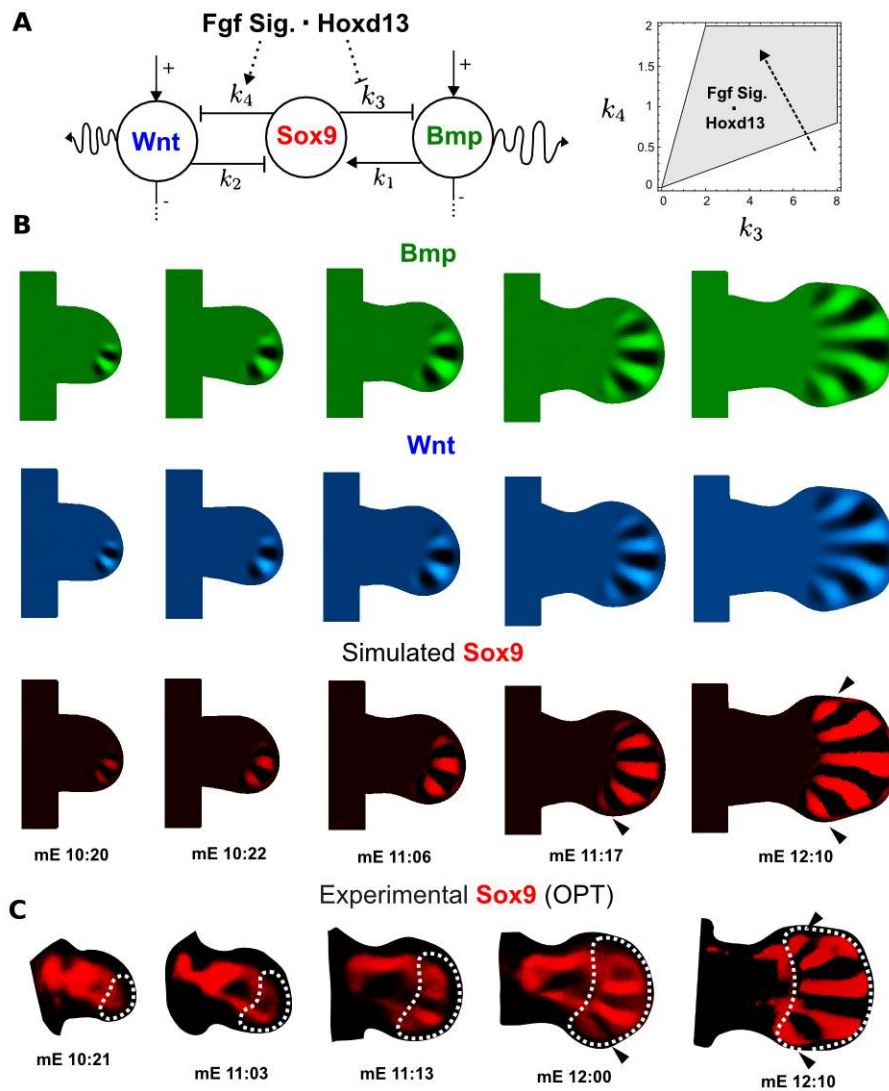 A
Fgf Sig. · Hoxd13
+
+
k4
k3
Wnt
Sox9
Bmp
k2
k1
-
-
2
1.5
k4
1
0.5
0
Fgf Sig.
·
Hoxd13
0
2
4
6
8
k3
B
Bmp
Wnt
Simulated Sox9
mE 10:20
mE 10:22
mE 11:06
mE 11:17
mE 12:10
Experimental Sox9 (OPT)
C
mE 10:21
mE 11:03
mE 11:13
mE 12:00
mE 12:10